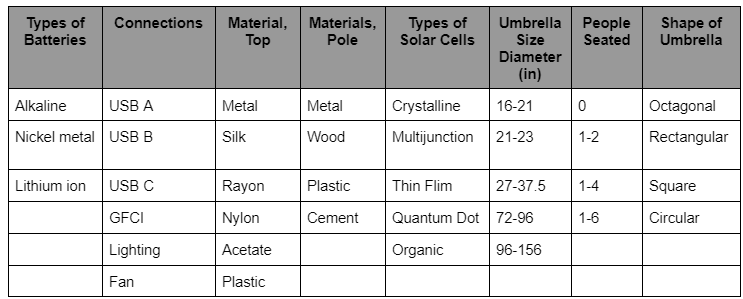 Types of Batteries Connections Material, Top Materials, Pole Types of Solar Cells Umbrella Size Diameter (in) People Seated Shape of Umbrella
Alkaline USB A Metal Metal Crystalline 16-21 0 Octagonal
Nickel metal USB B Silk Wood Multijunction 21-23 1-2 Rectangular
Lithium ion USB C Rayon Plastic Thin Flim 27-37.5 1-4 Square
GFCI Nylon Cement Quantum Dot 72-96 1-6 Circular
Lighting Acetate Organic 96-156
Fan Plastic